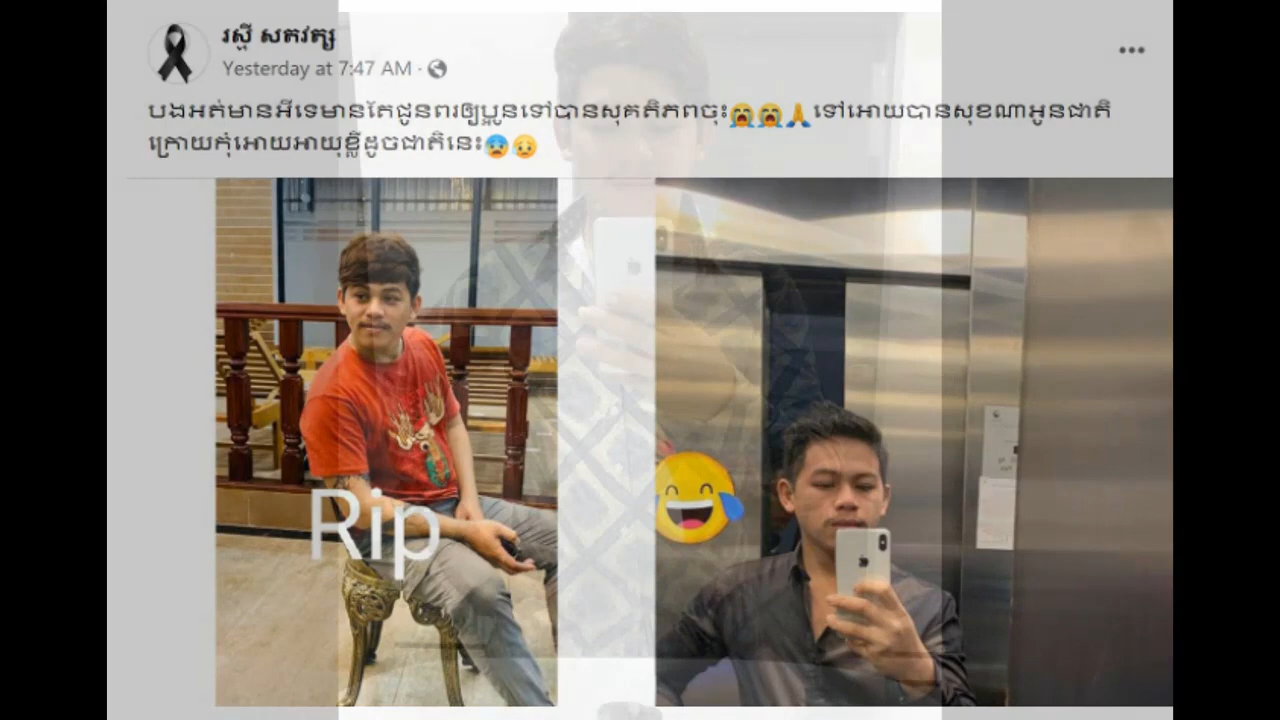 រស្មី សតវត្ស
Yesterday at 7:47 AM ·
បងអត់មានអីទេមានតែជូនពរឲ្យប្អូនទៅបានសុគតិភពចុះ😭😭🙏ទៅអោយបានសុខណាអូនជាតិ
ក្រោយកុំអោយអាយុខ្លីដូចជាតិនេះ😰😥
Rip